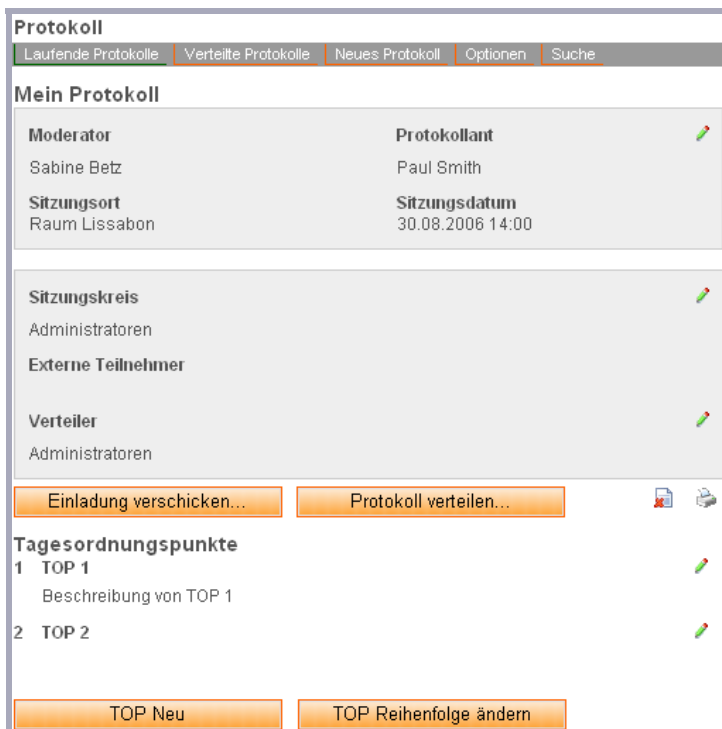 Protokoll
Laufende Protokolle Verteilte Protokolle Neues Protokoll Optionen Suche
Mein Protokoll
Moderator Protokollant
Sabine Betz Paul Smith
Sitzungsort Sitzungsdatum
Raum Lissabon 30.08.2006 14:00
Sitzungskreis
Administratoren
Externe Teilnehmer
Verteiler
Administratoren
Einladung verschicken... Protokoll verteilen...
Tagesordnungspunkte
1 TOP 1
Beschreibung von TOP 1
2 TOP 2
TOP Neu TOP Reihenfolge ändern